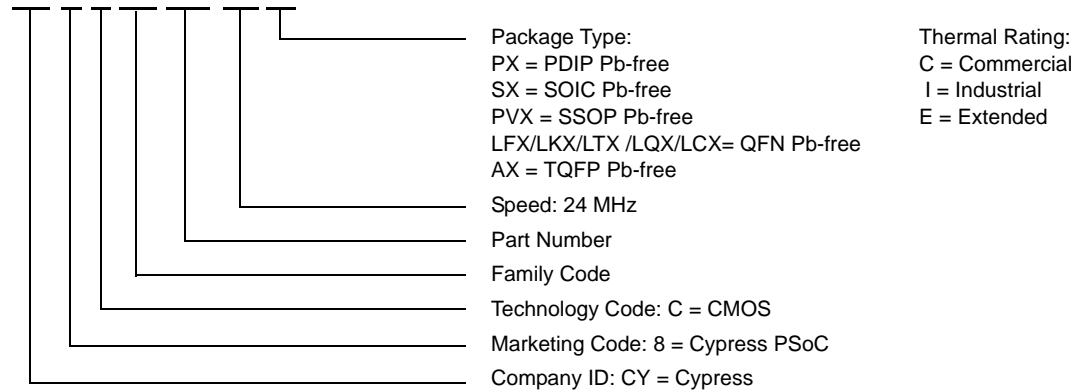 Package Type:
PX = PDIP Pb-free
SX = SOIC Pb-free
PVX = SSOP Pb-free
LFX/LKX/LTX /LQX/LCX= QFN Pb-free
AX = TQFP Pb-free
Speed: 24 MHz
Part Number
Family Code
Technology Code: C = CMOS
Marketing Code: 8 = Cypress PSoC
Company ID: CY = Cypress
Thermal Rating:
C = Commercial
I = Industrial
E = Extended